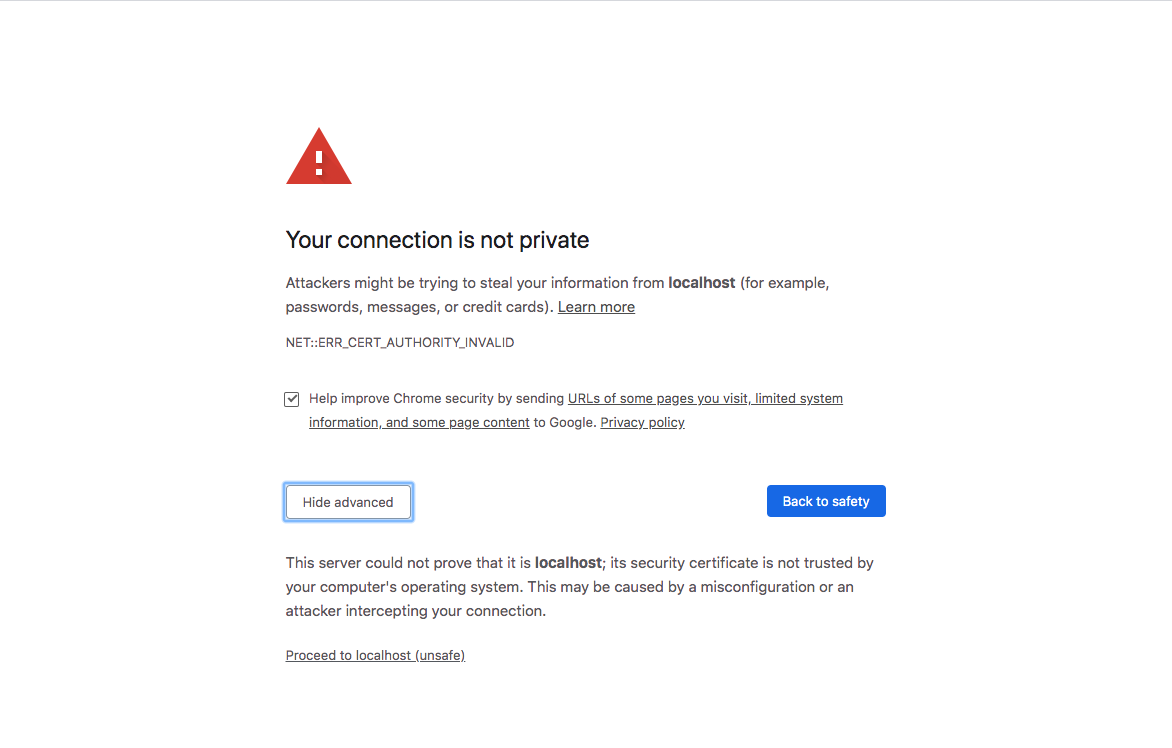 Your connection is not private
Attackers might be trying to steal your information from localhost (for example,
passwords, messages, or credit cards). Learn more
NET::ERR_CERT_AUTHORITY_INVALID
Help improve Chrome security by sending URLs of some pages you visit, limited system
information, and some page content to Google. Privacy policy
Hide advanced
Back to safety
This server could not prove that it is localhost; its security certificate is not trusted by
your computer's operating system. This may be caused by a misconfiguration or an
attacker intercepting your connection.
Proceed to localhost (unsafe)